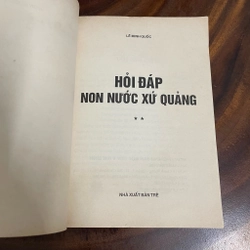 LÊ MINH QUỐC
HỎI ĐÁP
NON NƯỚC XỨ QUẢNG
★ ★
NHÀ XUẤT BẢN TRẺ